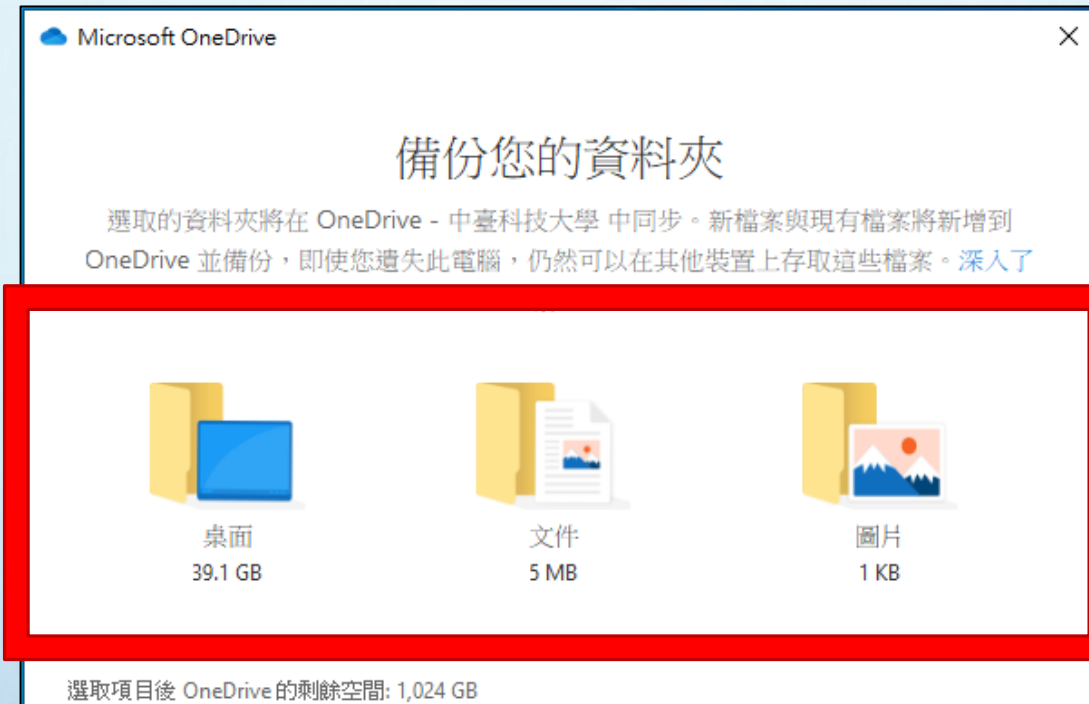 Microsoft OneDrive
備份您的資料夾
選取的資料夾將在 OneDrive - 中臺科技大學 中同步。新檔案與現有檔案將新增到
OneDrive 並備份，即使您遺失此電腦，仍然可以在其他裝置上存取這些檔案。深入了
桌面 文件 圖片
39.1 GB 5 MB 1 KB
選取項目後 OneDrive 的剩餘空間: 1,024 GB